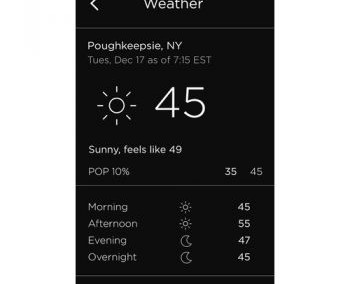 Weather
Poughkeepsie, NY
Tues, Dec 17 as of 7:15 EST
45
Sunny, feels like 49
POP 10% 35 45
Morning 45
Afternoon 55
Evening 47
Overnight 45